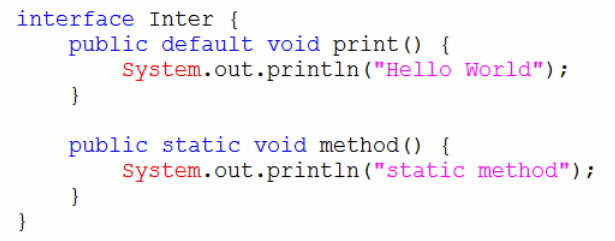 interface Inter {
    public default void print() {
        System.out.println("Hello World");
    }

    public static void method() {
        System.out.println("static method");
    }
}